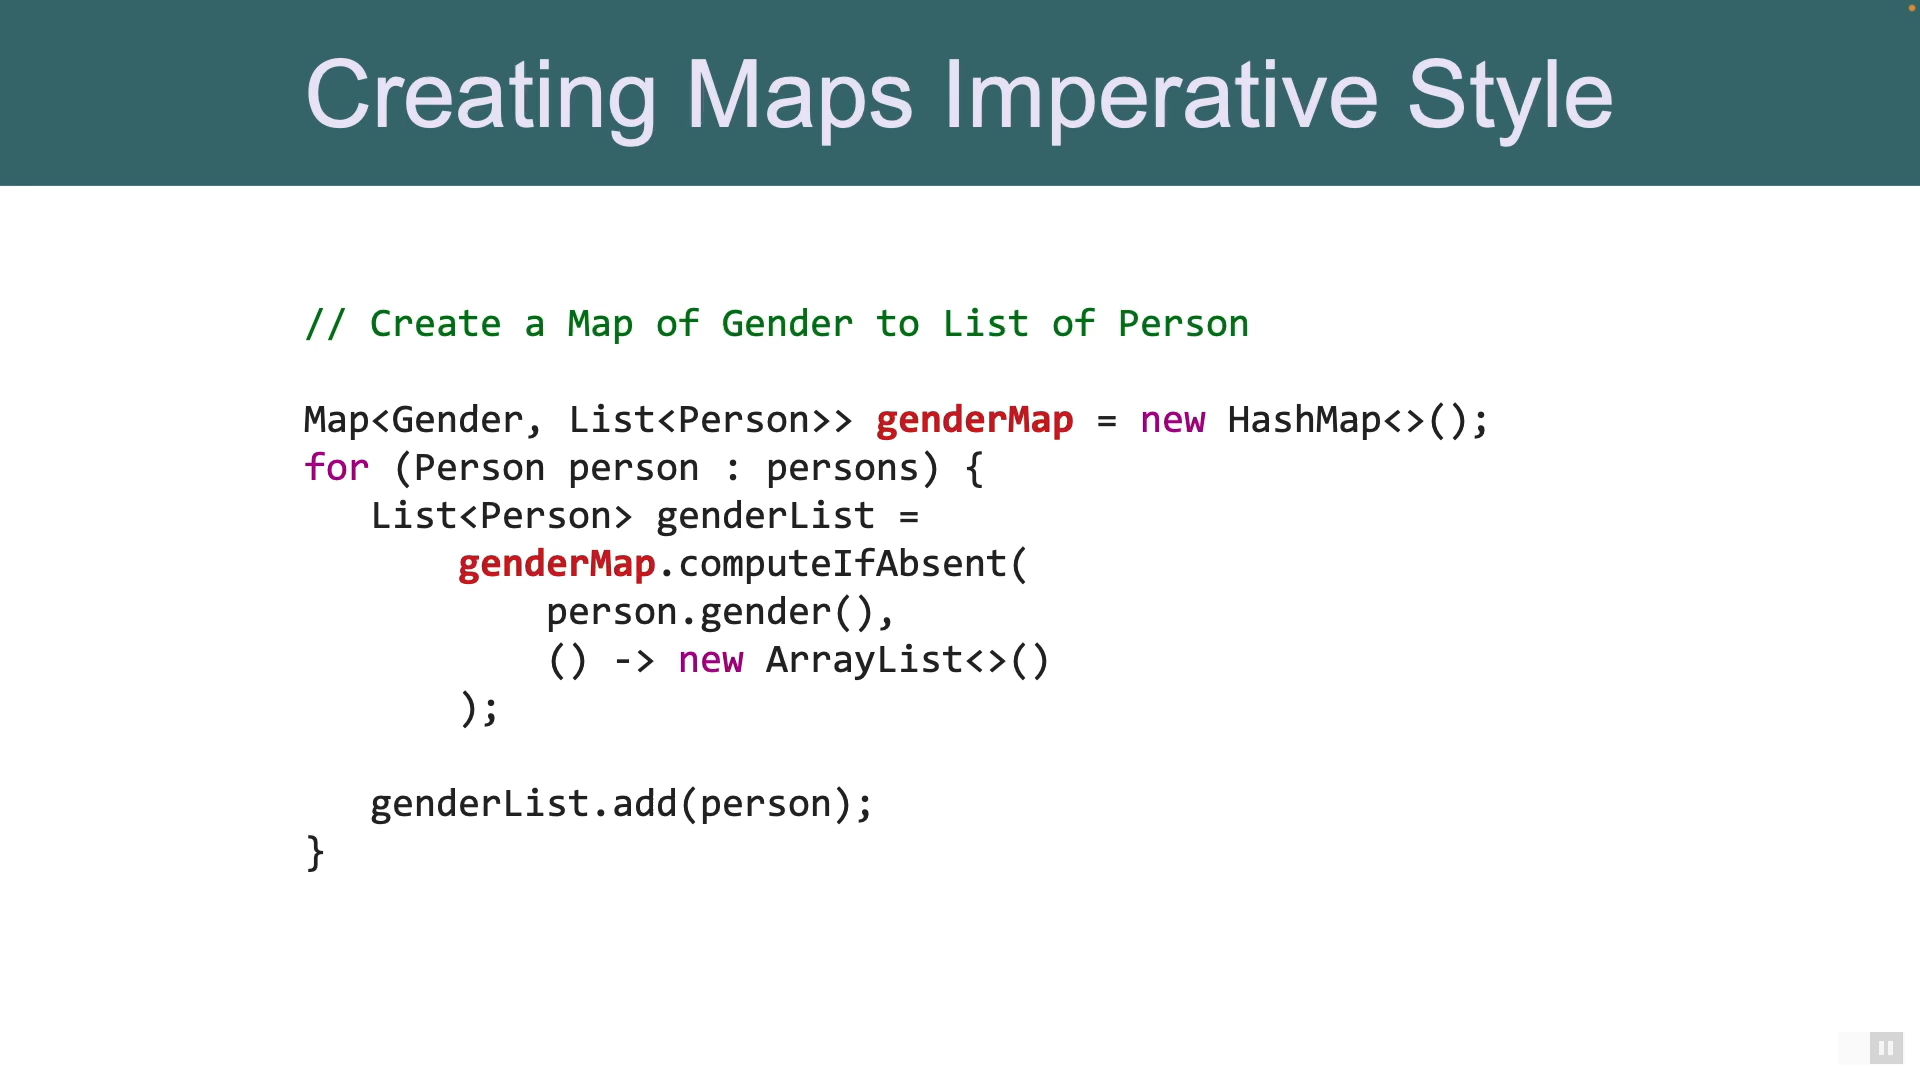 Creating Maps Imperative Style
// Create a Map of Gender to List of Person
Map<Gender, List<Person>> genderMap = new HashMap<>();
for (Person person : persons) {
List<Person> genderList =
genderMap.computeIfAbsent(
person.gender(),
() -> new ArrayList<>()
);
genderList.add(person);
}